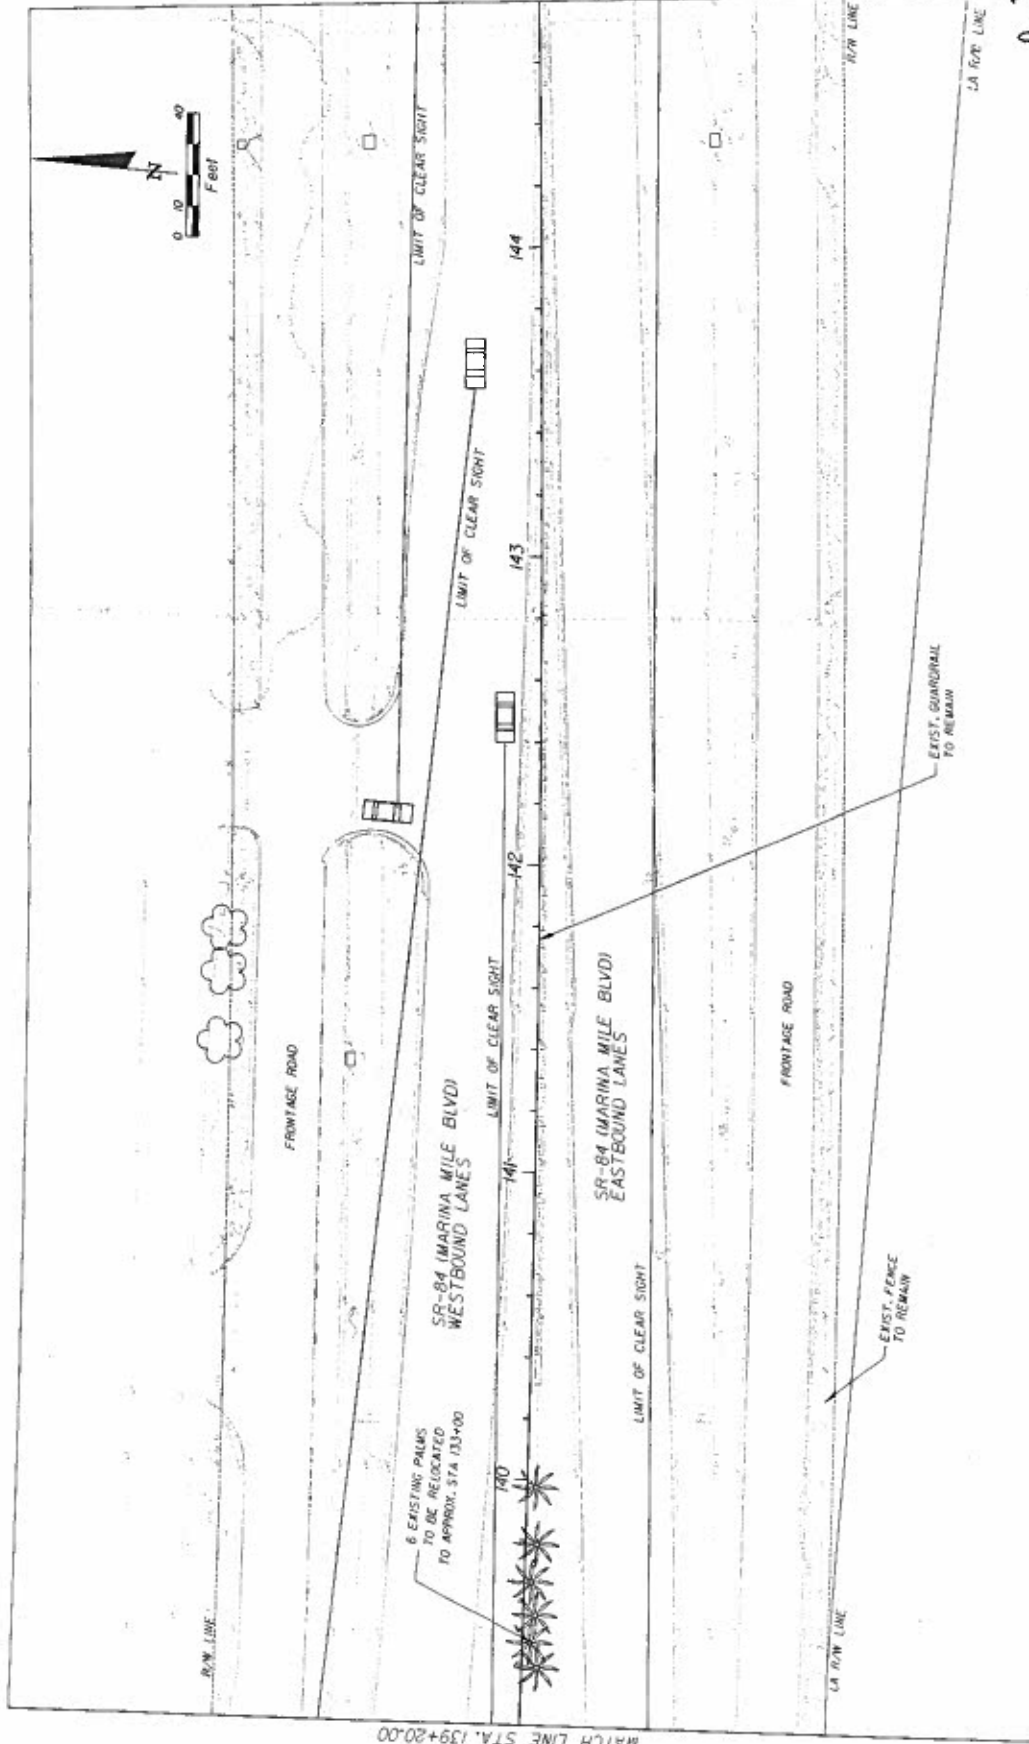 N
0 10 40
Feet
R/W LINE
LA R/W LINE
LIMIT OF CLEAR SIGHT
144
LIMIT OF CLEAR SIGHT
143
EXIST. GUARDRAIL
TO REMAIN
142
LIMIT OF CLEAR SIGHT
FRONTAGE ROAD
SR-84 (MARINA MILE BLVD)
WESTBOUND LANES
141
SR-84 (MARINA MILE BLVD)
EASTBOUND LANES
FRONTAGE ROAD
LIMIT OF CLEAR SIGHT
EXIST. FENCE
TO REMAIN
6 EXISTING PALMS
TO BE RELOCATED
TO APPROX. STA 133+00
140
R/W LINE
LA R/W LINE
MATCH LINE STA. 139+20.00